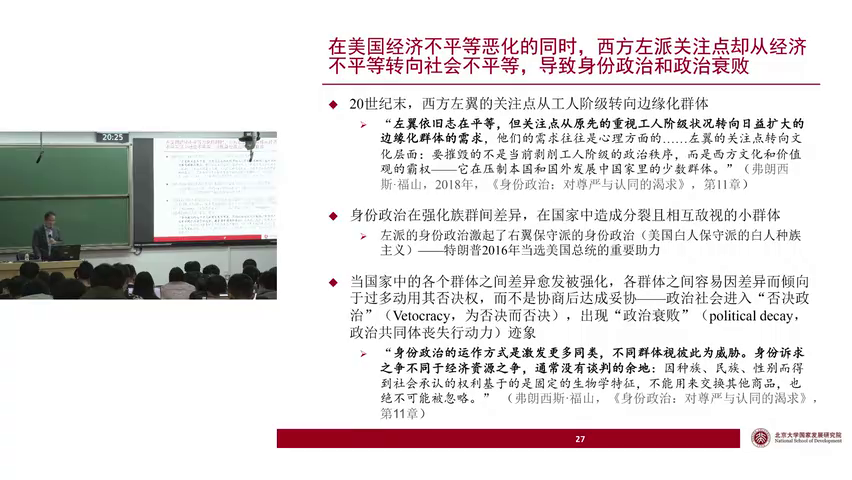 在美国经济不平等恶化的同时，西方左派关注点却从经济
不平等转向社会不平等，导致身份政治和政治衰败
20世纪末，西方左翼的关注点从工人阶级转向边缘化群体
“左翼依旧志在平等，但关注点从原先的重视工人阶级状况转向日益扩大的
边缘化群体的需求，他们的需求往往是心理方面的……左翼的关注点转向文
化层面：要摧毁的不是当前剥削工人阶级的政治秩序，而是西方文化和价值
观的霸权——它在压制本国和国外发展中国家里的少数群体。”（弗朗西
斯·福山，2018年，《身份政治：对尊严与认同的渴求》，第11章）
身份政治在强化族群间差异，在国家中造成分裂且相互敌视的小群体
左派的身份政治激起了右翼保守派的身份政治（美国白人保守派的白人种族
主义）——特朗普2016年当选美国总统的重要助力
当国家中的各个群体之间差异愈发被强化，各群体之间容易因差异而倾向
于过多动用其否决权，而不是协商后达成妥协——政治社会进入“否决政
治”（Vetocracy，为否决而否决），出现“政治衰败”（political decay，
政治共同体丧失行动力）迹象
“身份政治的运作方式是激发更多同类，不同群体视彼此为威胁。身份诉求
之争不同于经济资源之争，通常没有谈判的余地：因种族、民族、性别而得
到社会承认的权利基于的是固定的生物学特征，不能用来交换其他商品，也
绝不可能被忽略。” （弗朗西斯·福山，《身份政治：对尊严与认同的渴求》，
第11章）
20:25
27
北京大学国家发展研究院
National School of Development